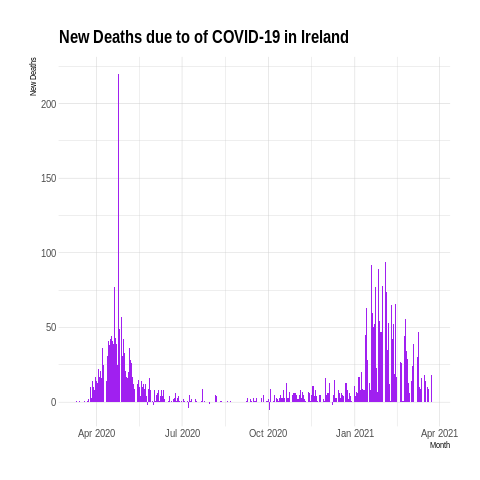 New Deaths due to of COVID-19 in Ireland
New Deaths
200
150
100
50
0
Apr 2020 Jul 2020 Oct 2020 Jan 2021 Apr 2021
Month